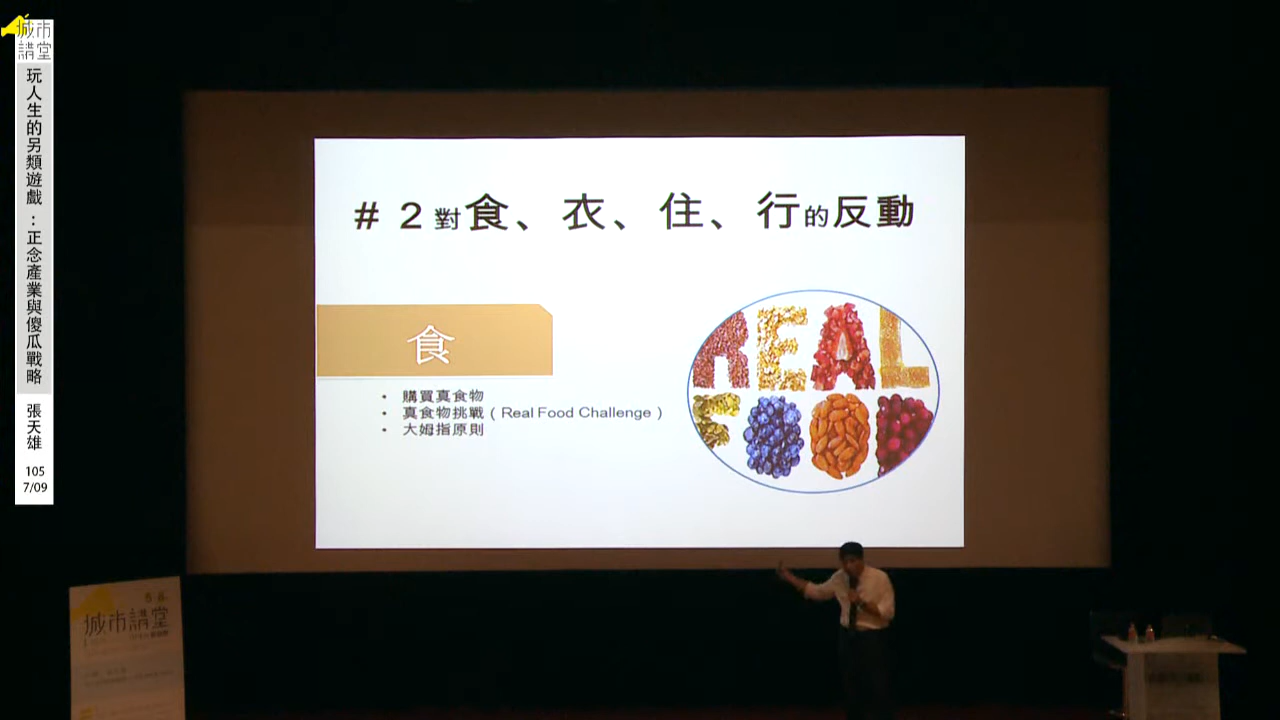 城市
講堂
玩人生的另類遊戲：正念產業與傻瓜戰略
張天雄
105
7/09
# 2 對食、衣、住、行的反動
食
• 購買真食物
• 真食物挑戰（Real Food Challenge）
• 大姆指原則
REAL
FOOD
城市講堂